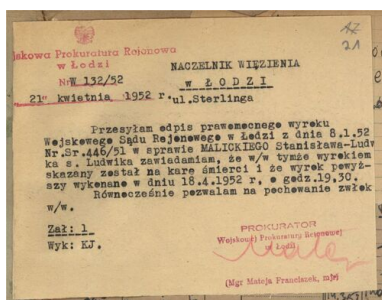 AZ
21
jskowa Prokuratura Rejonowa
w Łodzi
Nr W 132/52
21 kwietnia 1952 r.
NACZELNIK WIĘZIENIA
w ŁODZI
ul.Sterlinga
Przesyłam odpis prawomocnego wyroku
Wojskowego Sądu Rejonowego w Łodzi z dnia 8.1.52
Nr.Sr.446/51 w sprawie MALICKIEGO Stanisława-Ludw
ka s. Ludwika zawiadamiam, że w/w tymże wyrokiem
skazany został na karę śmierci i że wyrok powyż-
szy wykonano w dniu 18.4.1952 r, o godz.19.30.
Równocześnie pozwalam na pochowanie zwłok
w/w.
Zał: 1
Wyk: KJ.
PROKURATOR
Wojskowej Prokuratury Rejonowej
w Łodzi
(Mgr Mateja Franciszek, mjr)